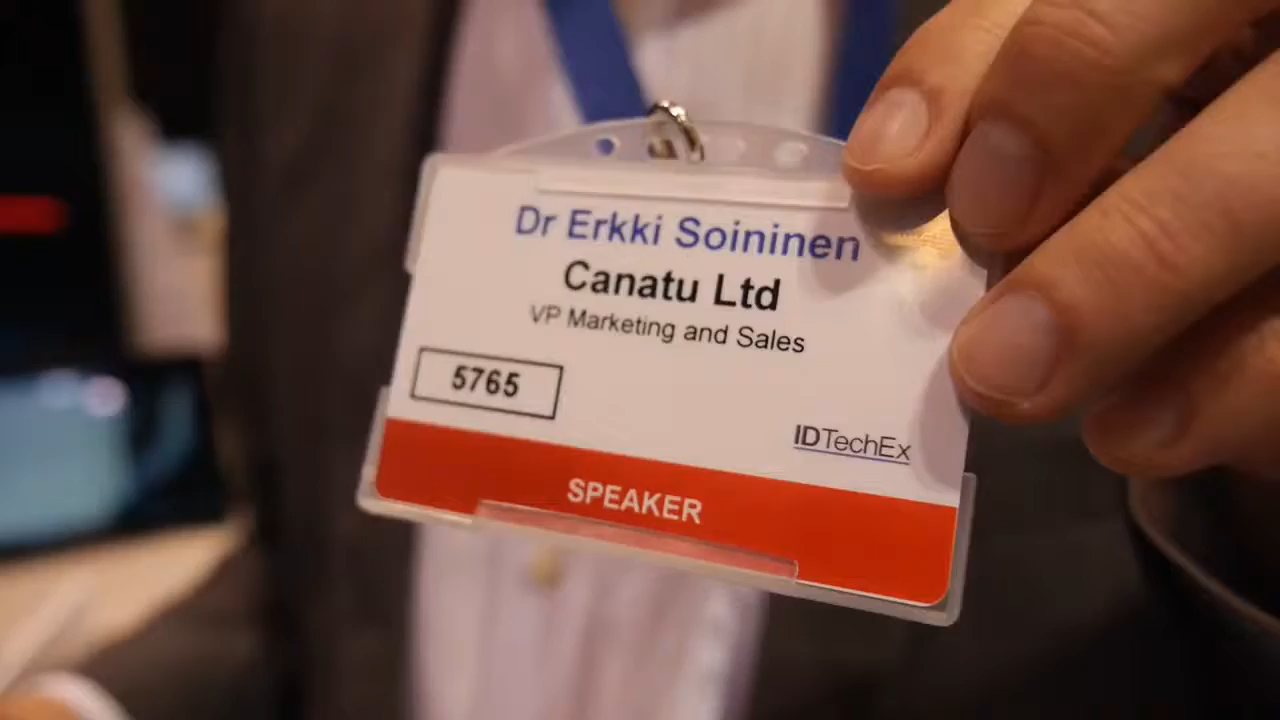 Dr Erkki Soininen
Canatu Ltd
VP Marketing and Sales
5765
IDTechEx
SPEAKER